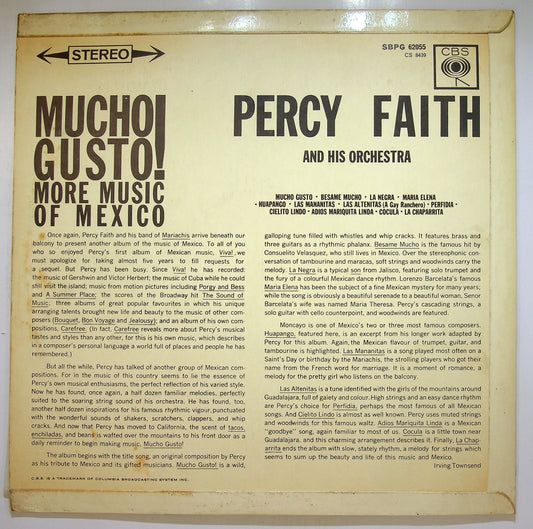 STEREO
SBPG 62055
CS 8439
CBS
MUCHO
GUSTO!
MORE MUSIC
OF MEXICO
PERCY FAITH
AND HIS ORCHESTRA
MUCHO GUSTO · BESAME MUCHO · LA NEGRA · MARIA ELENA
· HUAPANGO · LAS MANANITAS · LAS ALTENITAS (A Gay Ranchero) · PERFIDIA ·
CIELITO LINDO · ADIOS MARIQUITA LINDA · COCULA · LA CHAPARRITA
Once again, Percy Faith and his band of Mariachis arrive beneath our
balcony to present another album of the music of Mexico. To all of you
who so enjoyed Percy's first album of Mexican music, Viva! we
must apologize for taking almost five years to fill requests for
a sequel. But Percy has been busy. Since Viva! he has recorded:
the music of Gershwin and Victor Herbert; the music of Cuba while he could
still visit the island; music from motion pictures including Porgy and Bess
and A Summer Place; the scores of the Broadway hit The Sound of
Music; three albums of great popular favourites in which his unique
arranging talents brought new life and beauty to the music of other com-
posers (Bouquet, Bon Voyage and Jealousy); and an album of his own com-
positions, Carefree. (In fact, Carefree reveals more about Percy's musical
tastes and styles than any other, for this is his own music, which describes
in a composer's personal language a world full of places and people he has
remembered.)
But all the while, Percy has talked of another group of Mexican com-
positions. For in the music of this country seems to lie the essence of
Percy's own musical enthusiasms, the perfect reflection of his varied style.
Now he has found, once again, a half dozen familiar melodies, perfectly
suited to the soaring string sound of his orchestra. He has found, too,
another half dozen inspirations for his famous rhythmic vigour, punctuated
with the wonderful sounds of shakers, scratchers, clappers, and whip
cracks. And now that Percy has moved to California, the scent of tacos,
enchiladas, and beans is wafted over the mountains to his front door as a
daily reminder to begin making music: Mucho Gusto!
The album begins with the title song, an original composition by Percy
as his tribute to Mexico and its gifted musicians. Mucho Gusto! is a wild,
galloping tune filled with whistles and whip cracks. It features brass and
three guitars as a rhythmic phalanx. Besame Mucho is the famous hit by
Consuelito Velasquez, who still lives in Mexico. Over the stereophonic con-
versation between tambourine and maracas, soft strings and woodwinds carry the
melody. La Negra is a typical son from Jalisco, featuring solo trumpet and
the fury of a colourful Mexican dance rhythm. Lorenzo Barcelata's famous
Maria Elena has been the subject of a fine Mexican mystery for many years;
while the song is obviously a beautiful serenade to a beautiful woman, Senor
Barcelata's wife was named Maria Theresa. Percy's cascading strings, a
solo guitar with cello counterpoint, and woodwinds are featured.
Moncayo is one of Mexico's two or three most famous composers.
Huapango, featured here, is an excerpt from his longer work adapted by
Percy for this album. Again, the Mexican flavour of trumpet, guitar, and
tambourine is highlighted. Las Mananitas is a song played most often on a
Saint's Day or birthday by the Mariachis, the strolling players who got their
name from the French word for marriage. It is a moment of romance, a
melody for the pretty girl who listens on the balcony.
Las Altenitas is a tune identified with the girls of the mountains around
Guadalajara, full of gaiety and colour. High strings and an easy dance rhythm
are Percy's choice for Perfidia, perhaps the most famous of all Mexican
songs. And Cielito Lindo is almost as well known. Percy uses muted strings
and woodwinds for this famous waltz. Adios Mariquita Linda is a Mexican
"goodbye" song, again familiar to most of us. Cocula is a little town near
Guadalajara, and this charming arrangement describes it. Finally, La Chap-
arrita ends the album with slow, stately rhythm, a melody for strings which
seems to sum up the beauty and life of this music and Mexico.
Irving Townsend
C.B.S. IS A TRADEMARK OF COLUMBIA BROADCASTING SYSTEM INC.